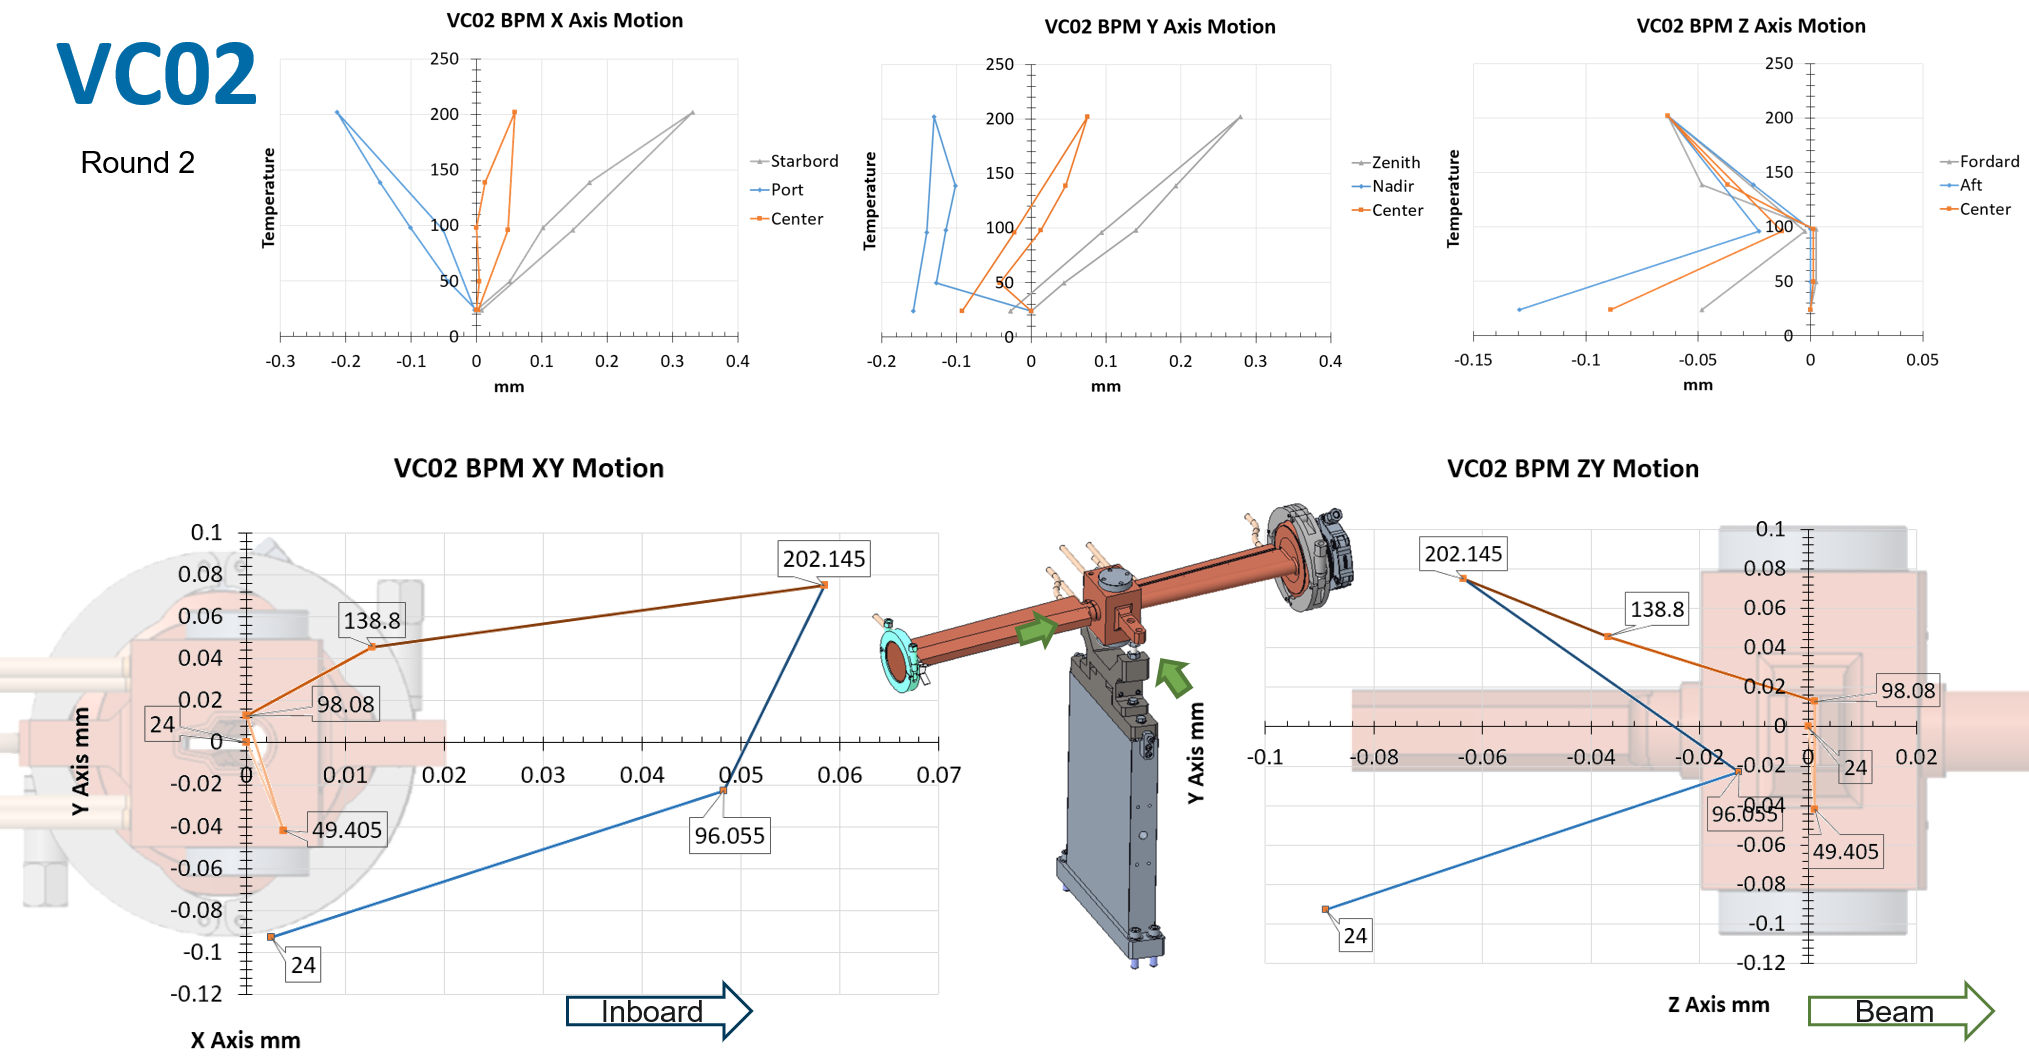 VC02
Round 2
VC02 BPM X Axis Motion
250
200
150
100
50
0
-0.3 -0.2 -0.1 0 0.1 0.2 0.3 0.4
Temperature
mm
Starbord
Port
Center
VC02 BPM Y Axis Motion
250
200
150
100
50
0
-0.2 -0.1 0 0.1 0.2 0.3 0.4
Temperature
mm
Zenith
Nadir
Center
VC02 BPM Z Axis Motion
250
200
150
100
50
0
-0.15 -0.1 -0.05 0 0.05
Temperature
mm
Fordard
Aft
Center
VC02 BPM XY Motion
0.1
0.08
0.06
0.04
0.02
0
-0.02
-0.04
-0.06
-0.08
-0.1
-0.12
0 0.01 0.02 0.03 0.04 0.05 0.06 0.07
202.145
138.8
98.08
24
49.405
96.055
24
Y Axis mm
X Axis mm
Inboard
VC02 BPM ZY Motion
0.1
0.08
0.06
0.04
0.02
0
-0.02
-0.04
-0.06
-0.08
-0.1
-0.12
-0.1 -0.08 -0.06 -0.04 -0.02 0 0.02
202.145
138.8
98.08
24
96.055
49.405
24
Y Axis mm
Z Axis mm
Beam